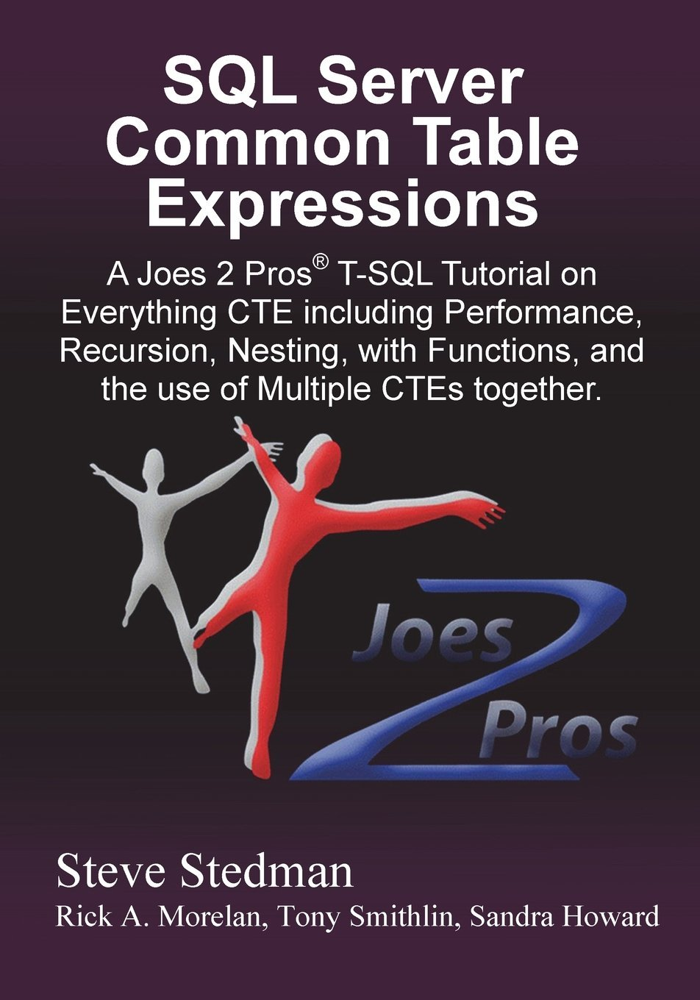 SQL Server
Common Table
Expressions
A Joes 2 Pros® T-SQL Tutorial on
Everything CTE including Performance,
Recursion, Nesting, with Functions, and
the use of Multiple CTEs together.
Joes
2
Pros
Steve Stedman
Rick A. Morelan, Tony Smithlin, Sandra Howard